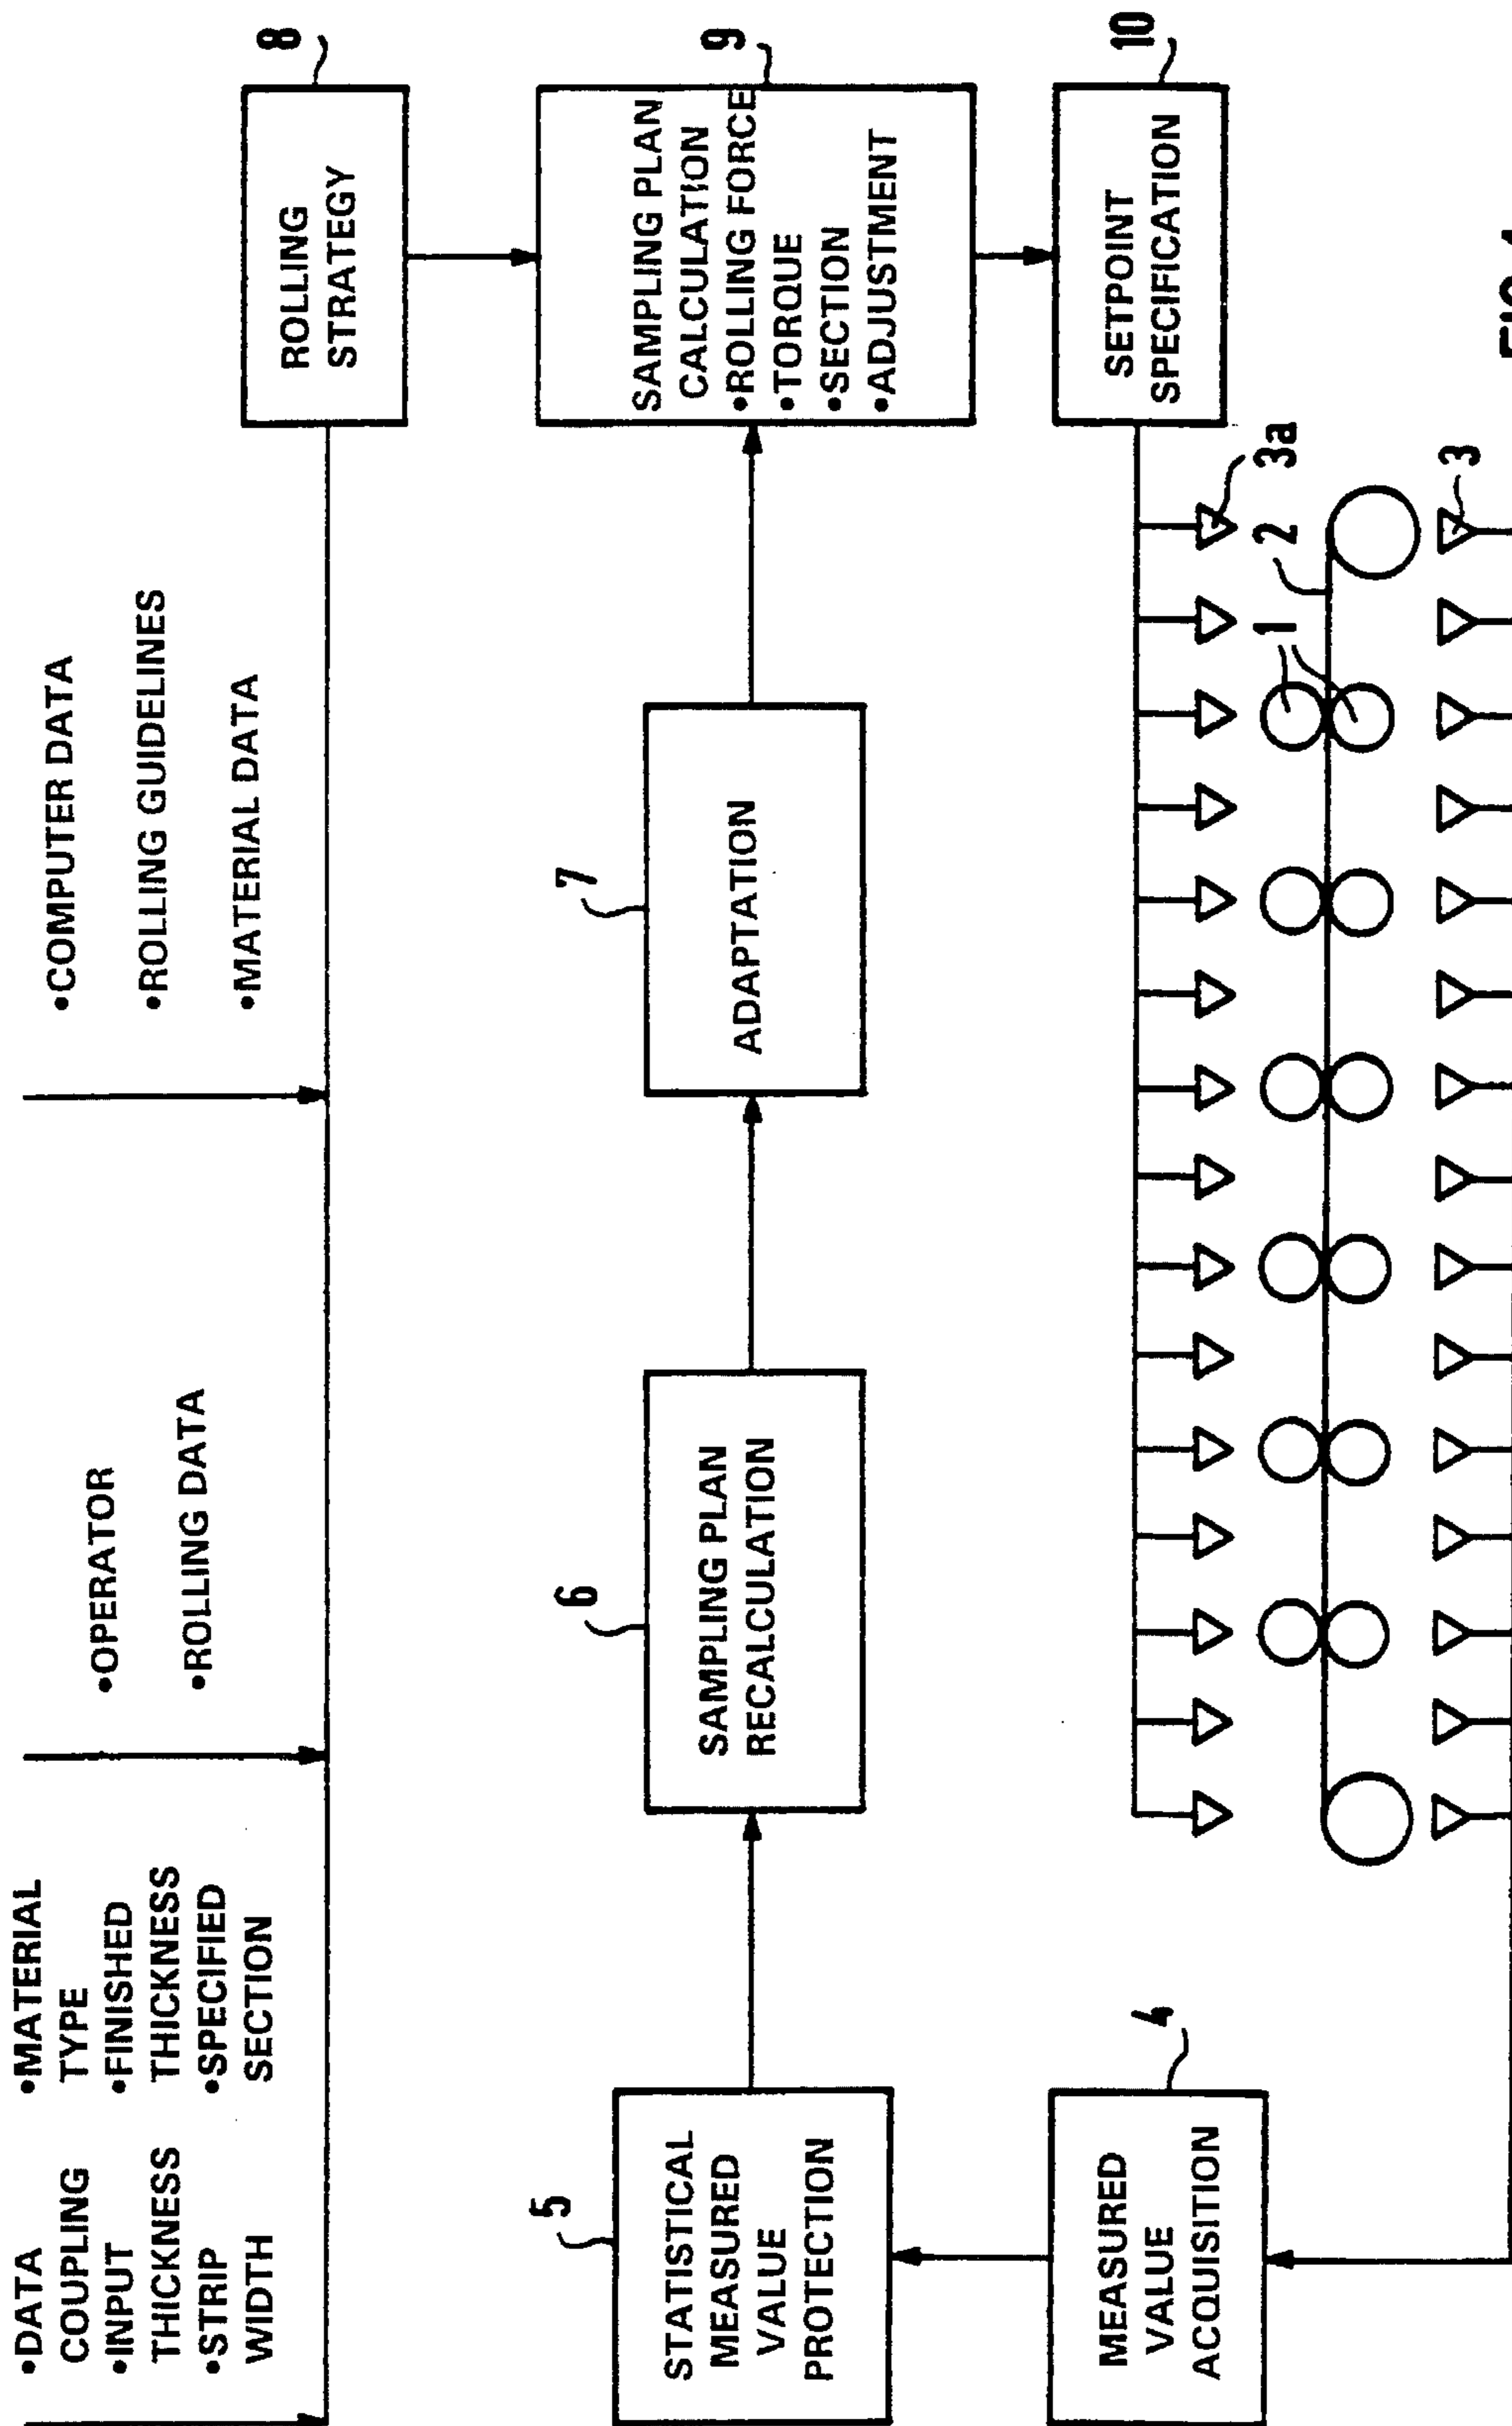 •DATA
COUPLING
•INPUT
THICKNESS
•STRIP
WIDTH
•MATERIAL
TYPE
•FINISHED
THICKNESS
•SPECIFIED
SECTION
•OPERATOR
•ROLLING DATA
•COMPUTER DATA
•ROLLING GUIDELINES
•MATERIAL DATA
8
ROLLING
STRATEGY
5
STATISTICAL
MEASURED
VALUE
PROTECTION
6
SAMPLING PLAN
RECALCULATION
7
ADAPTATION
9
SAMPLING PLAN
CALCULATION
•ROLLING FORCE
•TORQUE
•SECTION
•ADJUSTMENT
4
MEASURED
VALUE
ACQUISITION
10
SETPOINT
SPECIFICATION
3a
2
1
3